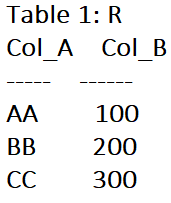 Table 1: R
Col_A Col_B
----- ------
AA 100
BB 200
CC 300